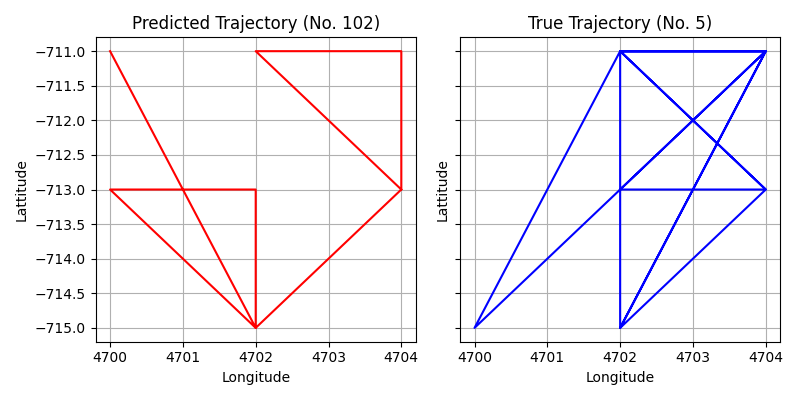 Predicted Trajectory (No. 102)
True Trajectory (No. 5)
−711.0
−711.5
−712.0
−712.5
−713.0
−713.5
−714.0
−714.5
−715.0
Lattitude
Lattitude
4700 4701 4702 4703 4704
4700 4701 4702 4703 4704
Longitude
Longitude